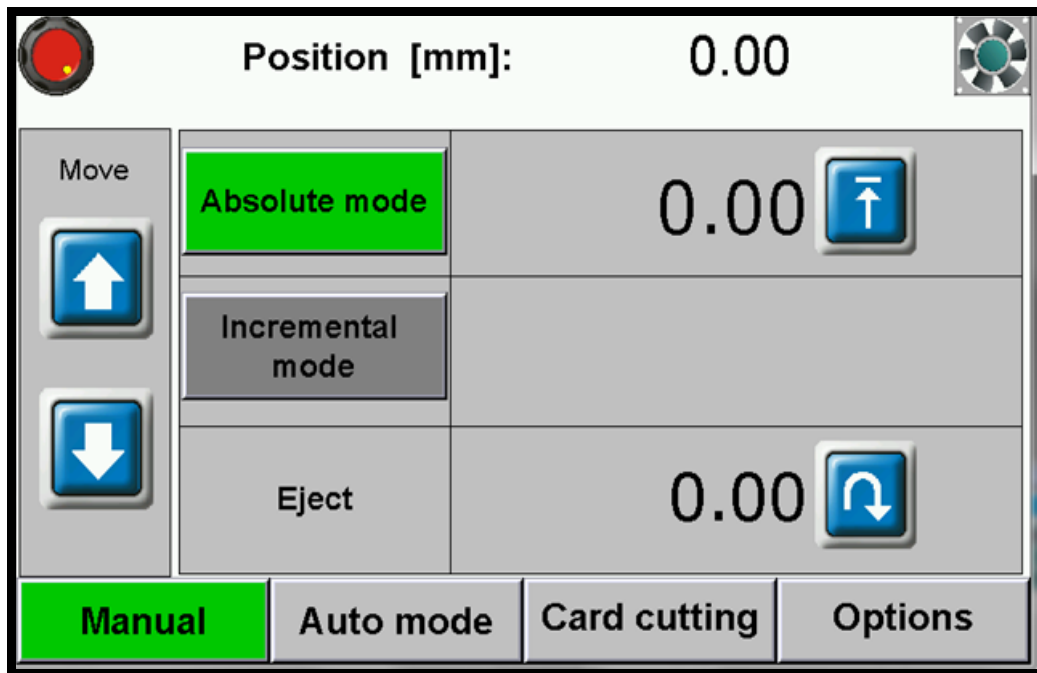 Position [mm]: 0.00
Move
Absolute mode 0.00
Incremental
mode
Eject 0.00
Manual Auto mode Card cutting Options